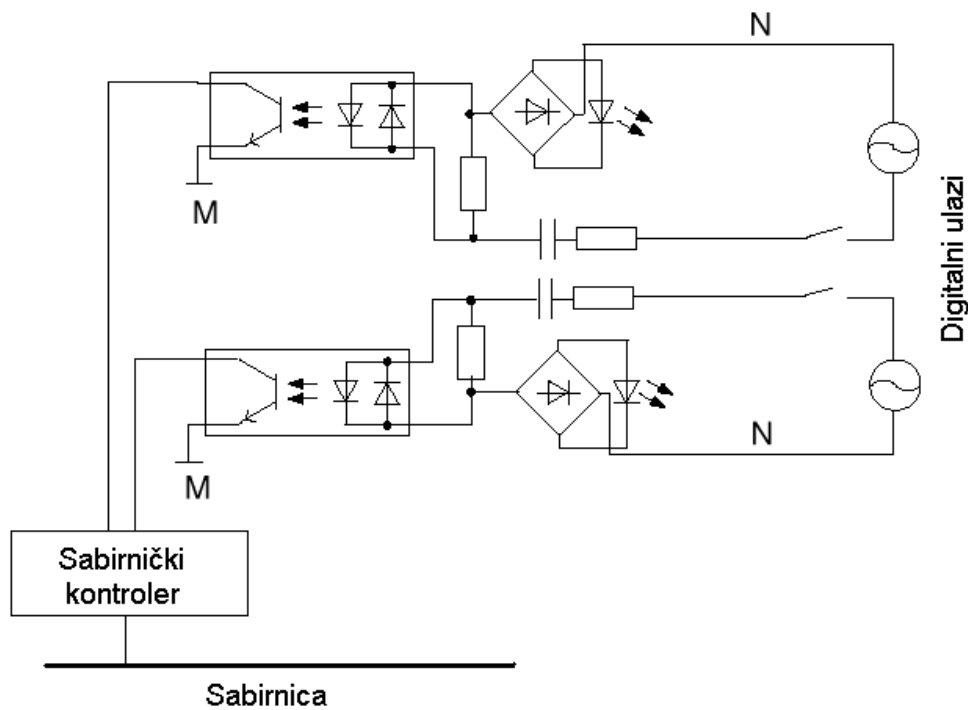 N
M
Digitalni ulazi
N
M
Sabirnički
kontroler
Sabirnica